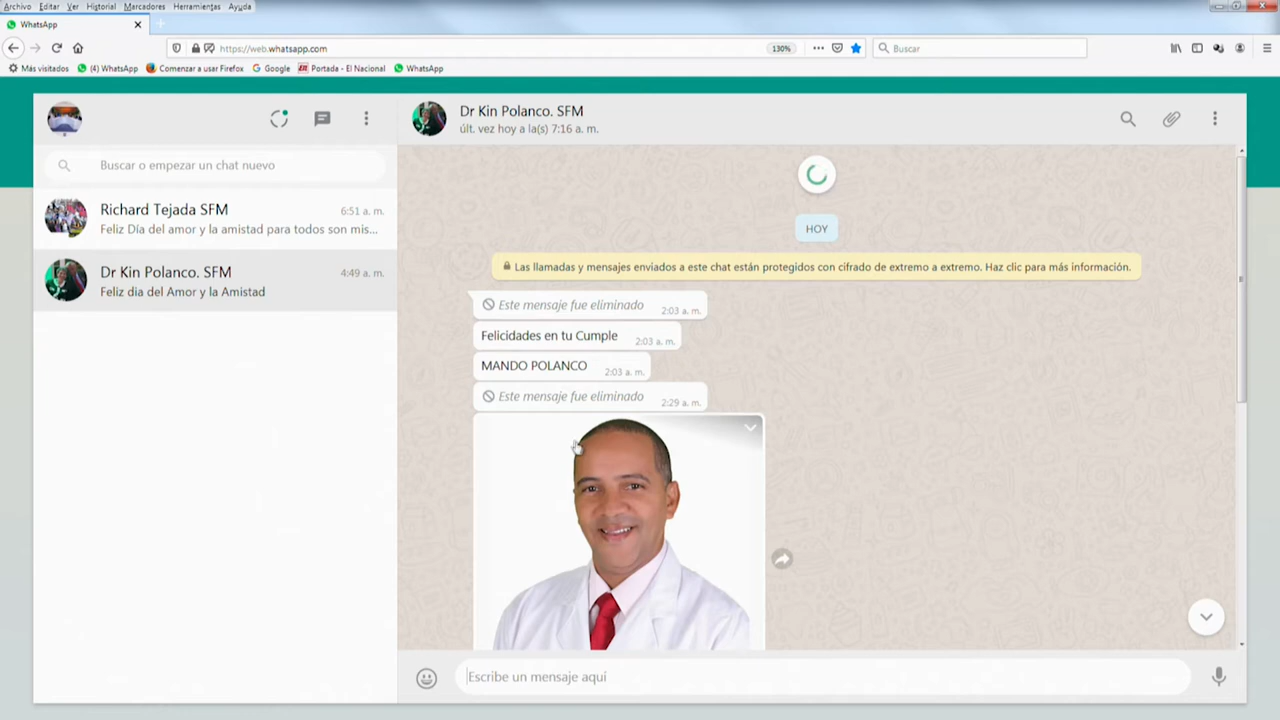 Archivo Editar Ver Historial Marcadores Herramientas Ayuda
WhatsApp
https://web.whatsapp.com
130%
Buscar
Más visitados
(4) WhatsApp
Comenzar a usar Firefox
Google
Portada - El Nacional
WhatsApp
Buscar o empezar un chat nuevo
Richard Tejada SFM
6:51 a. m.
Feliz Día del amor y la amistad para todos son mis...
Dr Kin Polanco. SFM
4:49 a. m.
Feliz dia del Amor y la Amistad
Dr Kin Polanco. SFM
últ. vez hoy a la(s) 7:16 a. m.
HOY
Las llamadas y mensajes enviados a este chat están protegidos con cifrado de extremo a extremo. Haz clic para más información.
Este mensaje fue eliminado
2:03 a. m.
Felicidades en tu Cumple
2:03 a. m.
MANDO POLANCO
2:03 a. m.
Este mensaje fue eliminado
2:29 a. m.
Escribe un mensaje aquí